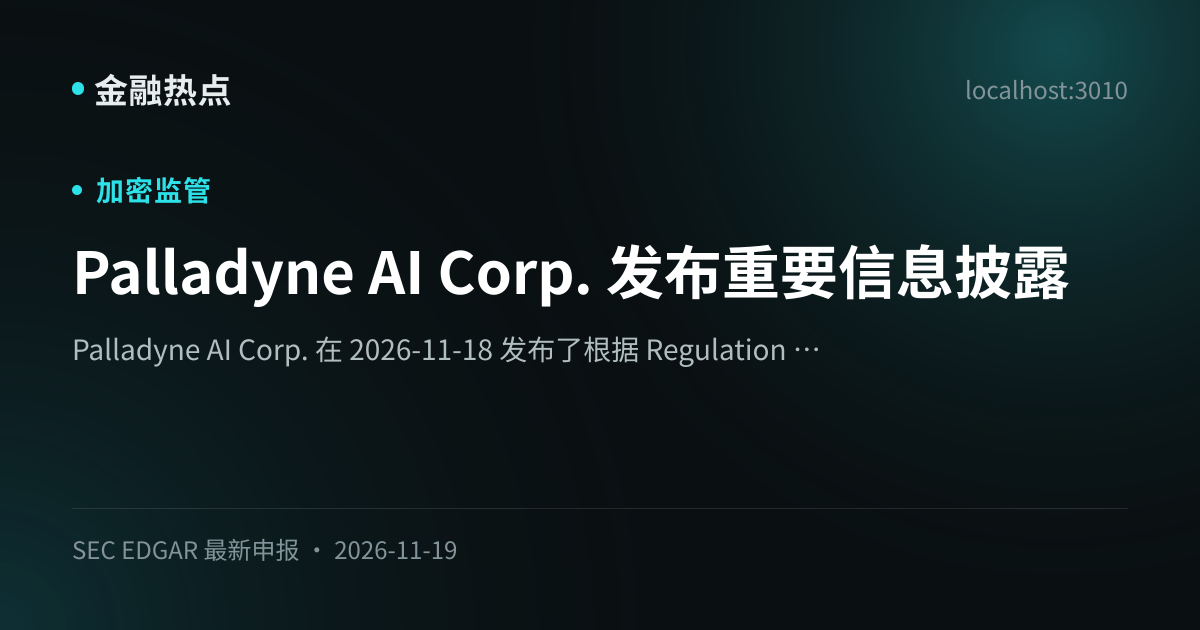 金融热点
localhost:3010
加密监管
Palladyne AI Corp. 发布重要信息披露
Palladyne AI Corp. 在 2026-11-18 发布了根据 Regulation …
SEC EDGAR 最新申报 · 2026-11-19